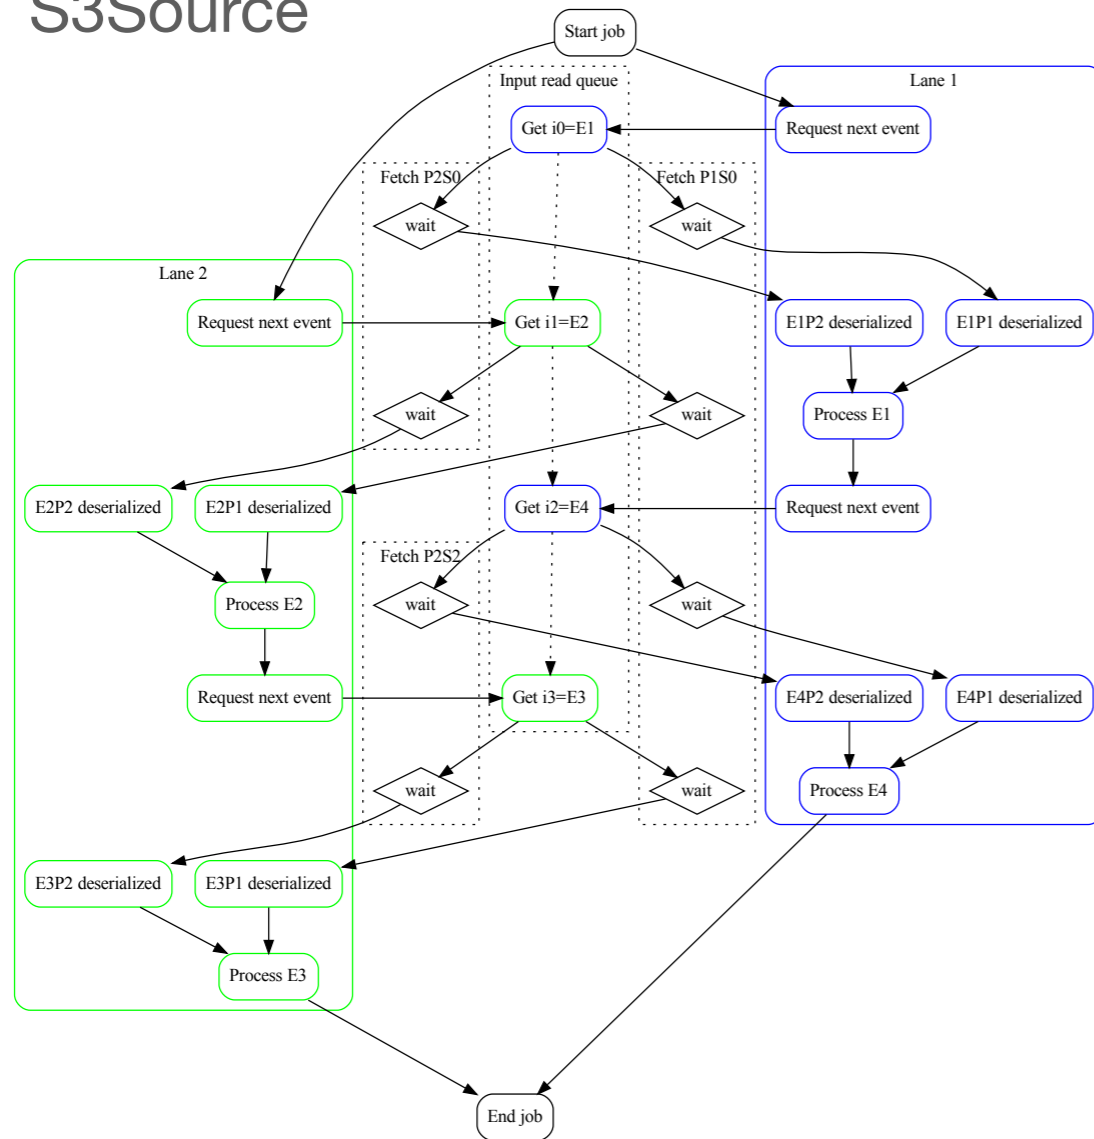 S3Source
Start job
Input read queue
Lane 1
Get i0=E1
Request next event
Fetch P2S0
Fetch P1S0
wait
wait
Lane 2
Request next event
Get i1=E2
E1P2 deserialized
E1P1 deserialized
wait
wait
Process E1
E2P2 deserialized
E2P1 deserialized
Get i2=E4
Request next event
Fetch P2S2
Process E2
wait
wait
Request next event
Get i3=E3
E4P2 deserialized
E4P1 deserialized
wait
wait
Process E4
E3P2 deserialized
E3P1 deserialized
Process E3
End job